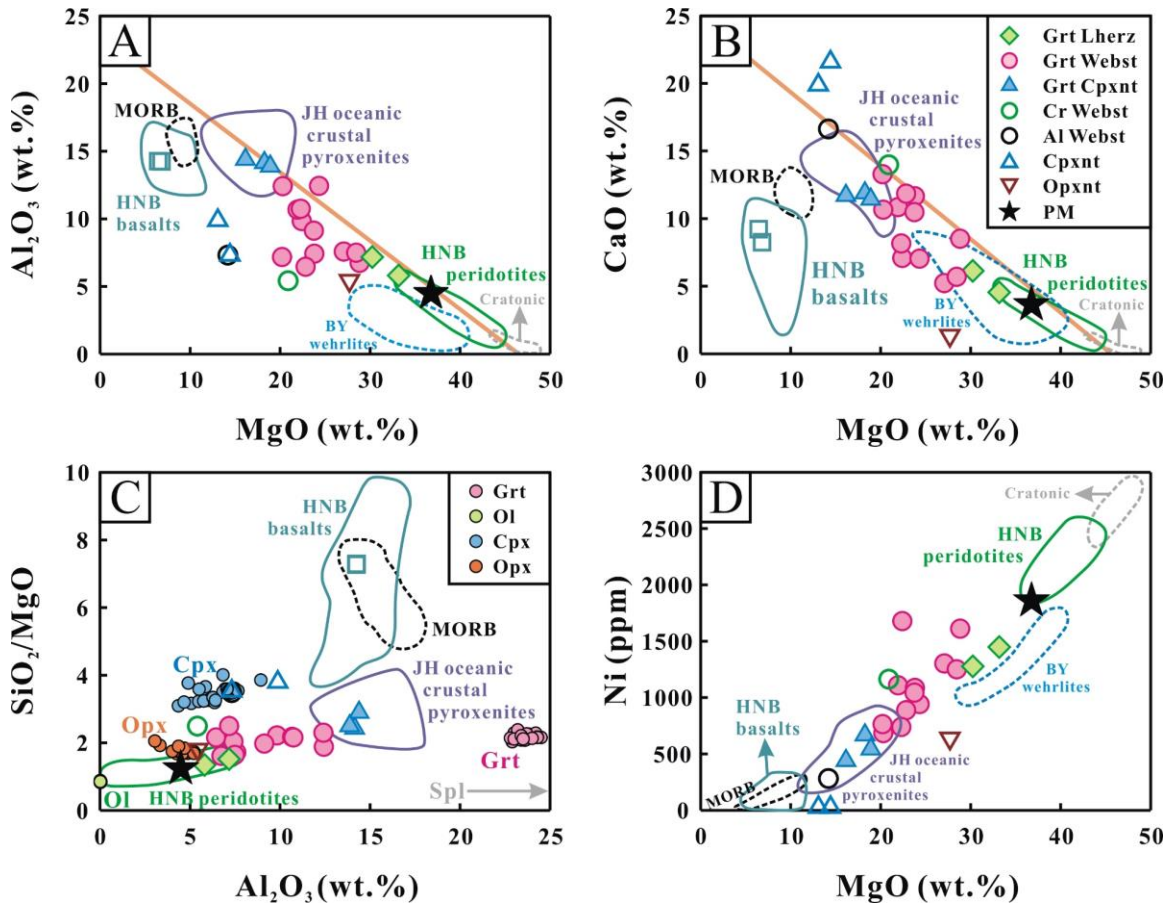 A
Al₂O₃ (wt.%)
25
20
15
10
5
0
0
10
20
30
40
50
MgO (wt.%)
MORB
JH oceanic
crustal
pyroxenites
HNB
basalts
HNB
peridotites
Cratonic
BY
wehrlites
B
CaO (wt.%)
25
20
15
10
5
0
0
10
20
30
40
50
MgO (wt.%)
JH oceanic
crustal
pyroxenites
MORB
HNB
basalts
HNB
peridotites
BY
wehrlites
Cratonic
Grt Lherz
Grt Webst
Grt Cpxnt
Cr Webst
Al Webst
Cpxnt
Opxnt
PM
C
SiO₂/MgO
10
8
6
4
2
0
0
5
10
15
20
25
Al₂O₃ (wt.%)
HNB
basalts
MORB
JH oceanic
crustal
pyroxenites
Cpx
Opx
Grt
Ol
HNB peridotites
Spl
Grt
Ol
Cpx
Opx
D
Ni (ppm)
3000
2500
2000
1500
1000
500
0
0
10
20
30
40
50
MgO (wt.%)
Cratonic
HNB
peridotites
BY
wehrlites
HNB
basalts
MORB
JH oceanic
crustal
pyroxenites